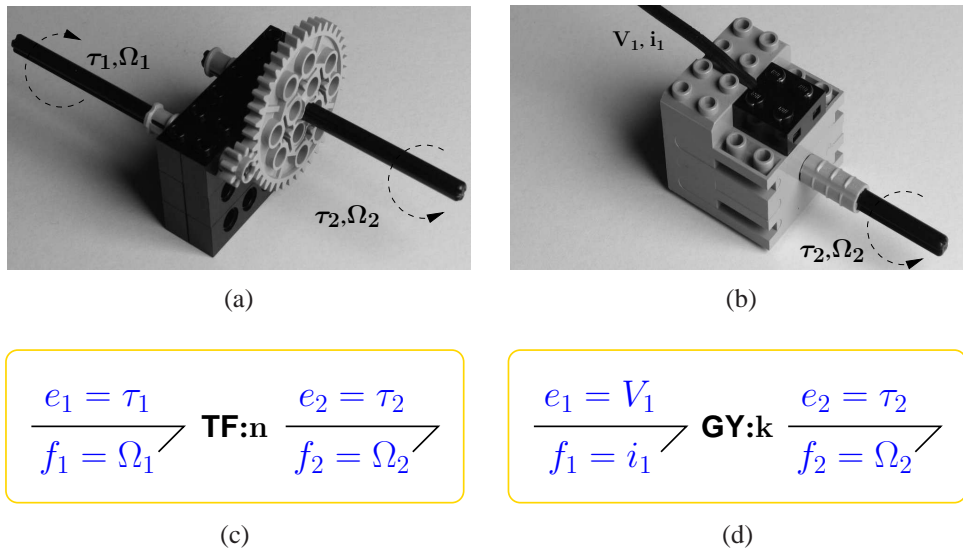 τ₁,Ω₁
τ₂,Ω₂
V₁, i₁
τ₂,Ω₂
(a)
(b)
e₁ = τ₁
f₁ = Ω₁
TF:n
e₂ = τ₂
f₂ = Ω₂
e₁ = V₁
f₁ = i₁
GY:k
e₂ = τ₂
f₂ = Ω₂
(c)
(d)